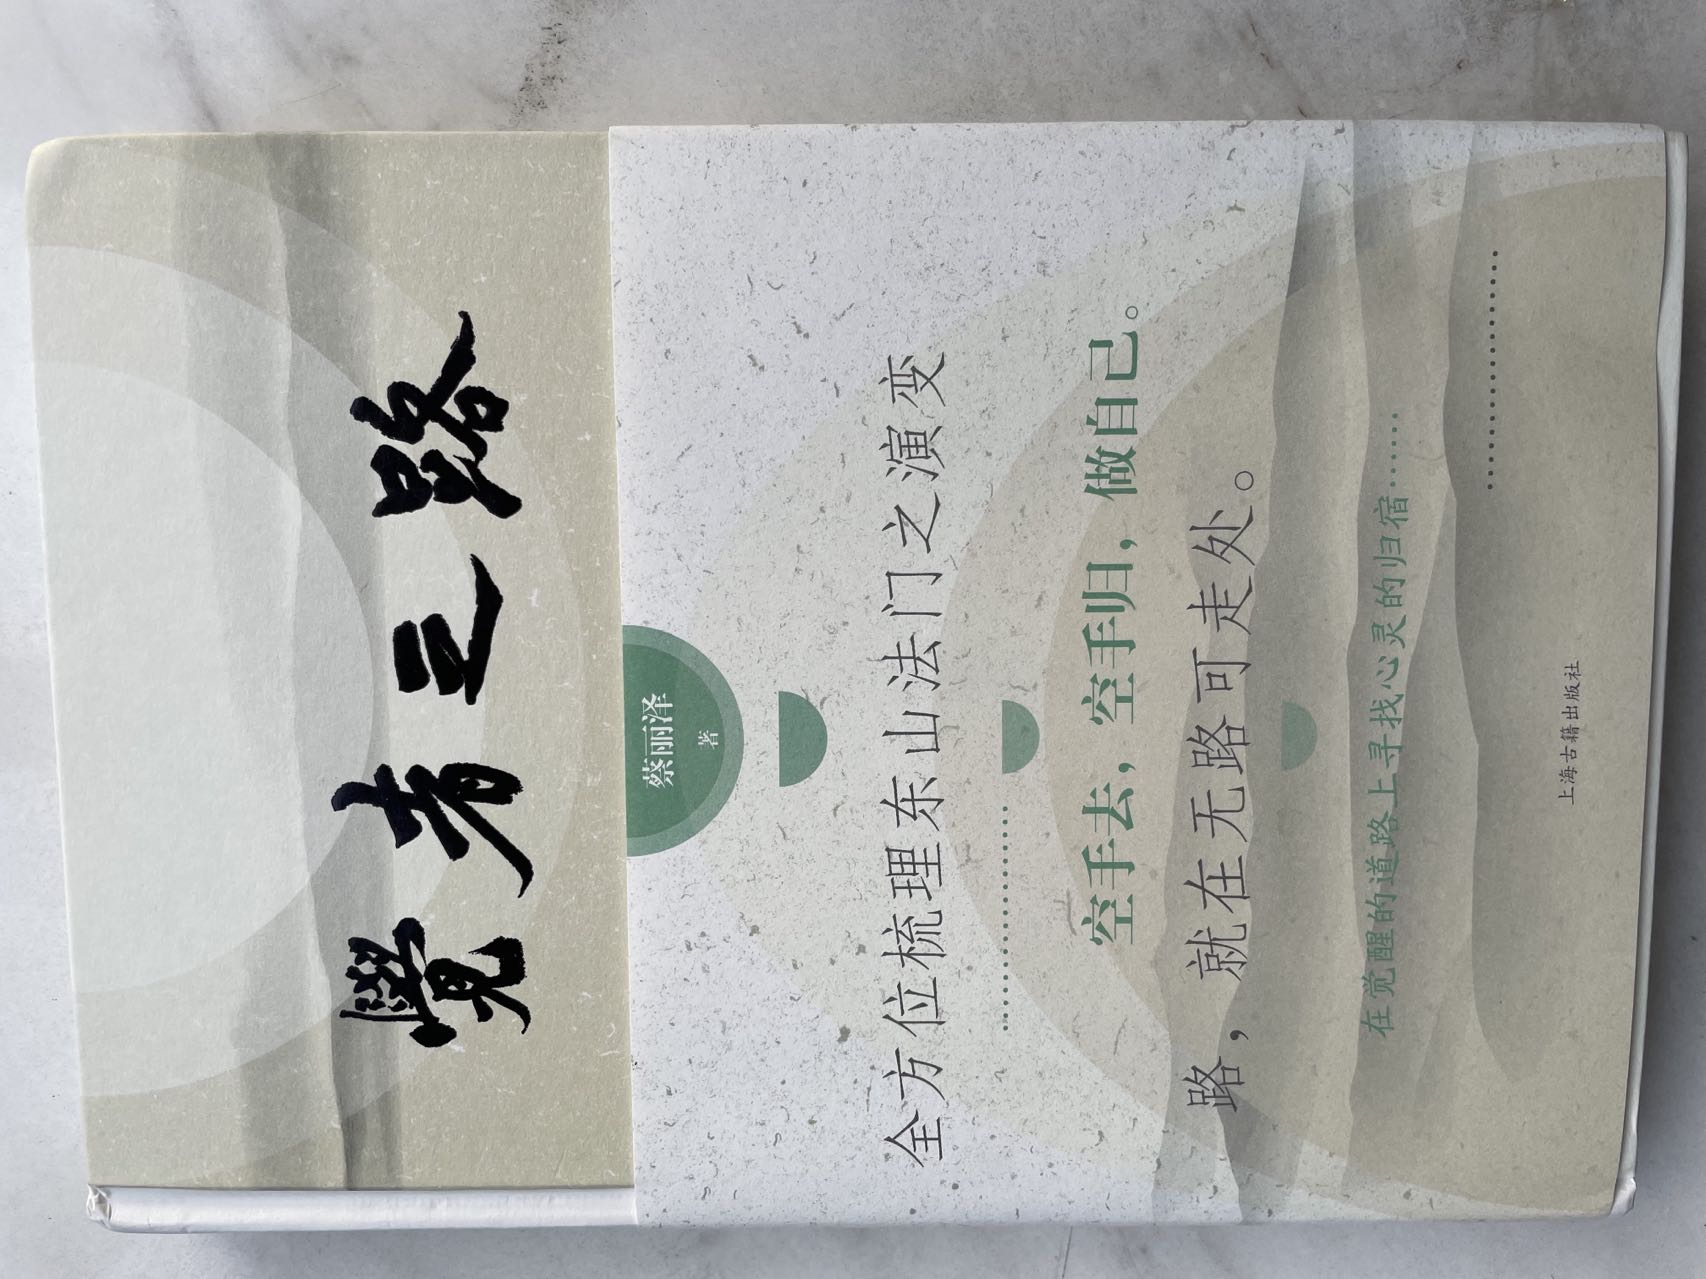 覺者之路
蔡丽泽
著
全方位梳理东山法门之演变
空手去，空手归，做自己。
路，就在无路可走处。
在觉醒的道路上寻找心灵的归宿……
上海古籍出版社